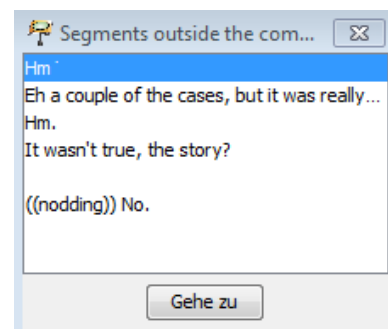 Segments outside the com...
Hm ˙
Eh a couple of the cases, but it was really...
Hm.
It wasn't true, the story?
((nodding)) No.
Gehe zu